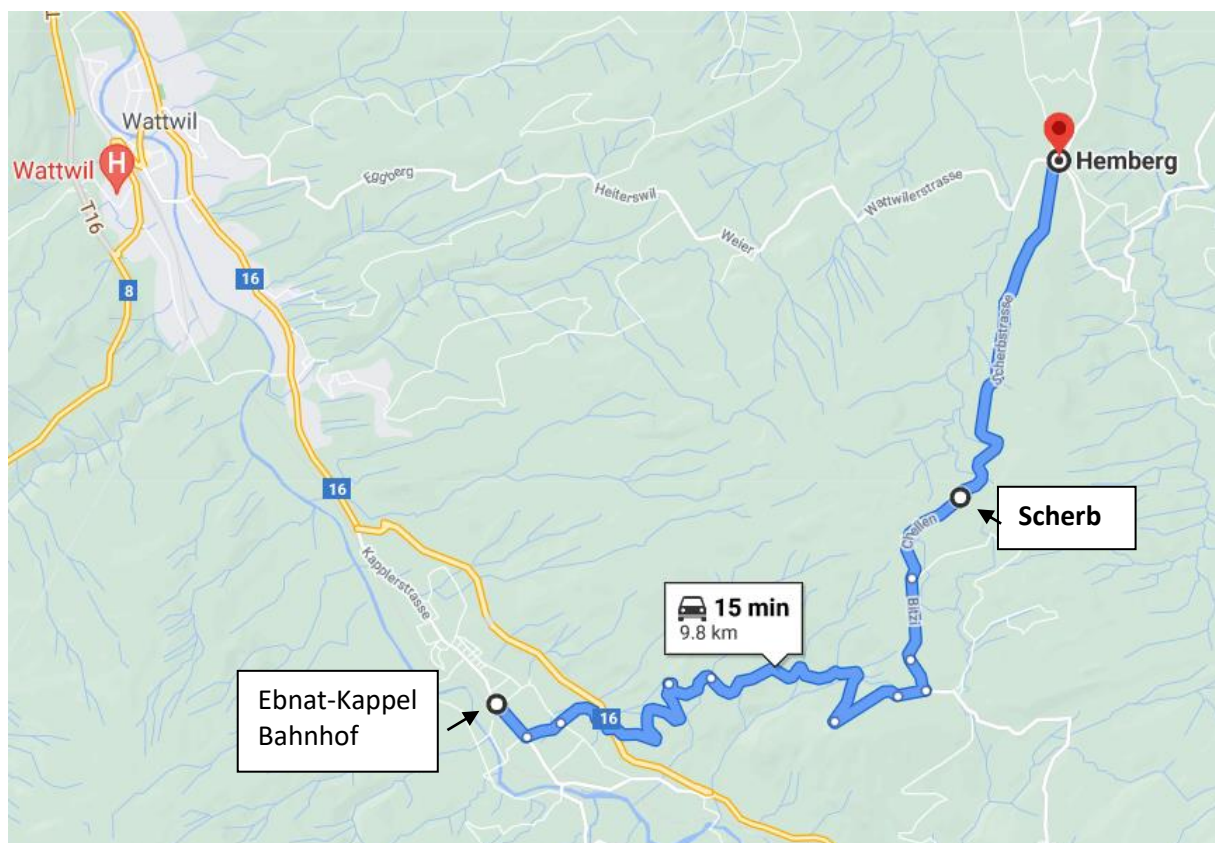 Wattwil
Wattwil
H
T16
8
16
Eggberg
Heiterswil
Weier
Wattwilerstrasse
Hemberg
Scherbstrasse
16
Kapplerstrasse
Scherb
Chellen
Bitzi
15 min
9.8 km
Ebnat-Kappel
Bahnhof
16